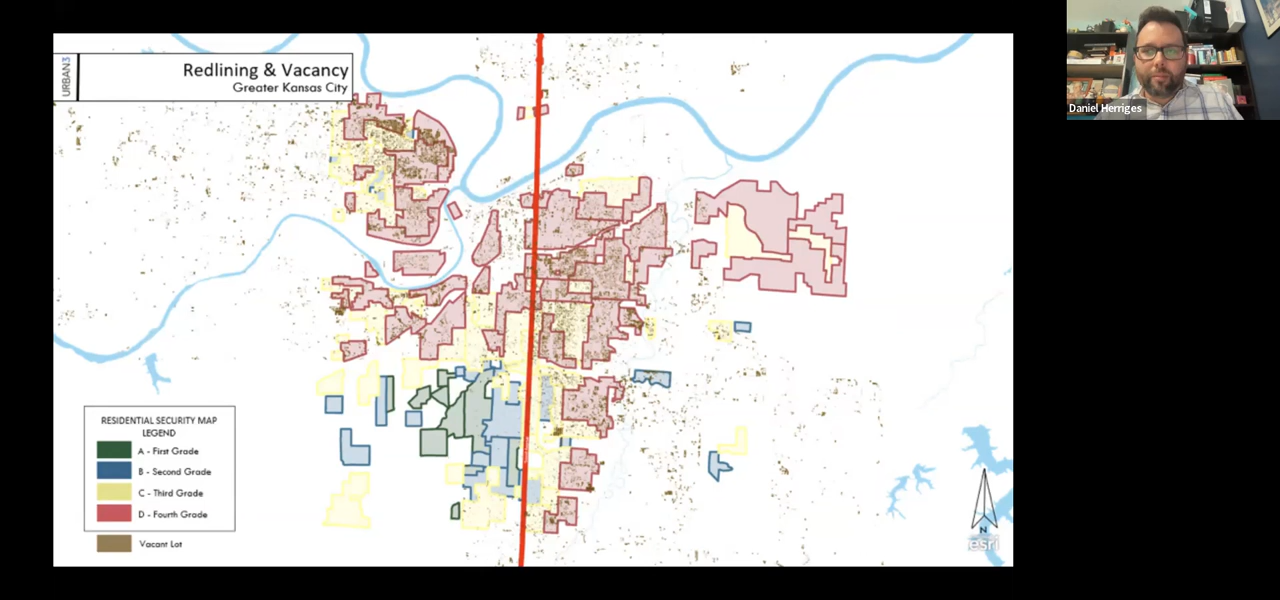 URBAN3
Redlining & Vacancy
Greater Kansas City
Daniel Herriges
RESIDENTIAL SECURITY MAP
LEGEND
A - First Grade
B - Second Grade
C - Third Grade
D - Fourth Grade
Vacant Lot
N
esri